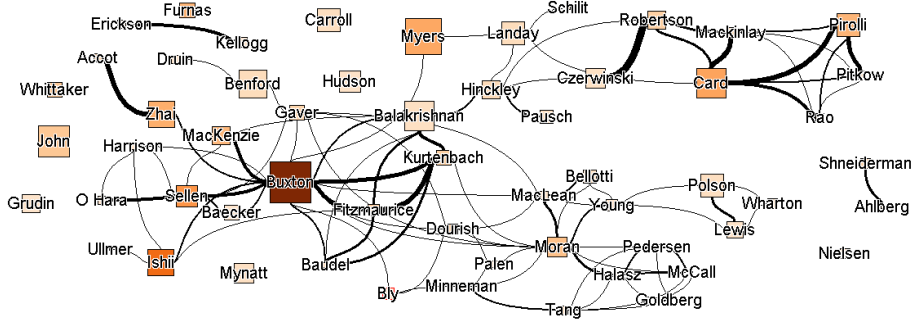 Furnas
Schilit
Erickson
Carroll
Robertson
Pirolli
Kellogg
Myers
Landay
Mackinlay
Accot
Druin
Whittaker
Benford
Hudson
Hinckley
Czerwinski
Card
Pitkow
Zhai
Gaver
Balakrishnan
Pausch
Rao
John
MacKenzie
Harrison
Kurtenbach
Shneiderman
Buxton
Bellotti
Polson
Grudin
O Hara
Sellen
Baecker
Fitzmaurice
MacLean
Young
Wharton
Ahlberg
Dourish
Lewis
Ullmer
Ishii
Moran
Pedersen
Nielsen
Mynatt
Baudel
Palen
Halasz
McCall
Bly
Minneman
Goldberg
Tang